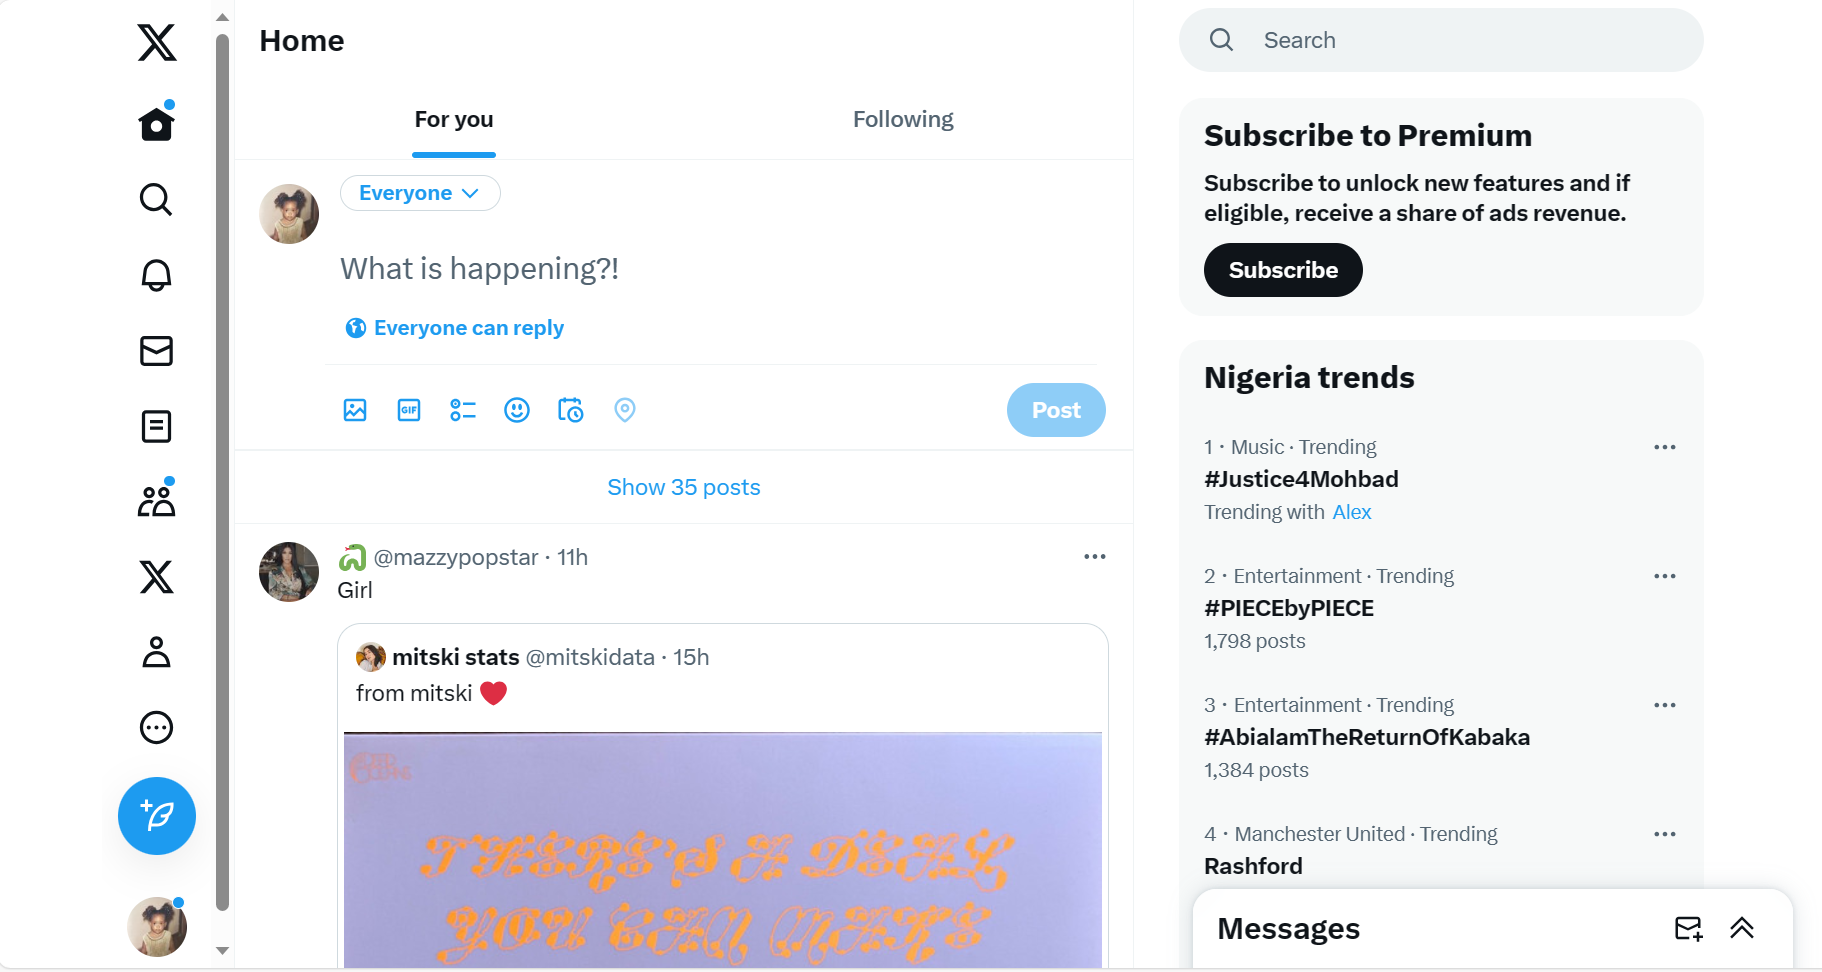 Home
For you
Following
Everyone
What is happening?!
Everyone can reply
GIF
Post
Show 35 posts
@mazzypopstar · 11h
Girl
mitski stats @mitskidata · 15h
from mitski ❤️
THERE'S A DEAL
YOU CAN MAKE
Search
Subscribe to Premium
Subscribe to unlock new features and if
eligible, receive a share of ads revenue.
Subscribe
Nigeria trends
1 · Music · Trending
#Justice4Mohbad
Trending with Alex
2 · Entertainment · Trending
#PIECEbyPIECE
1,798 posts
3 · Entertainment · Trending
#AbialamTheReturnOfKabaka
1,384 posts
4 · Manchester United · Trending
Rashford
Messages